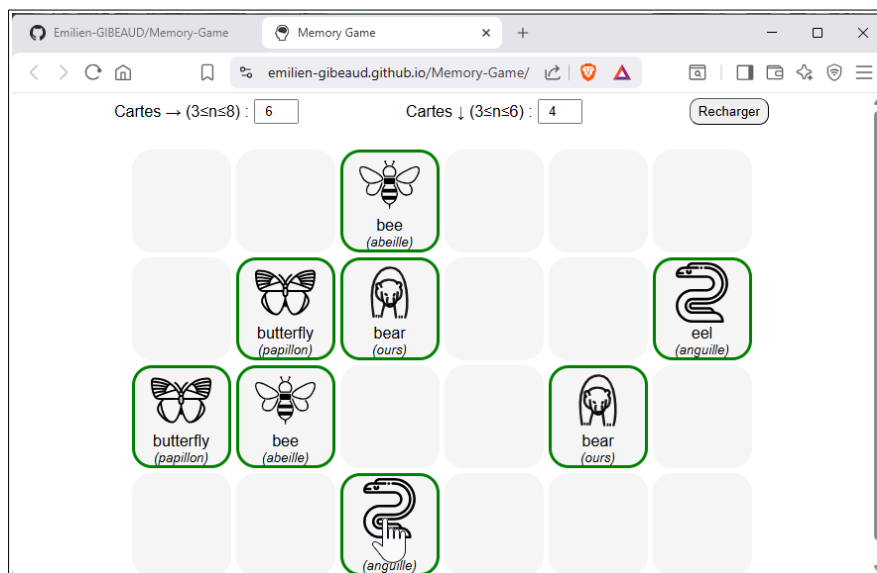 Emilien-GIBEAUD/Memory-Game
Memory Game
emilien-gibeaud.github.io/Memory-Game/
Cartes → (3≤n≤8) : 6
Cartes ↓ (3≤n≤6) : 4
Recharger
bee
(abeille)
butterfly
(papillon)
bear
(ours)
eel
(anguille)
butterfly
(papillon)
bee
(abeille)
bear
(ours)
(anguille)